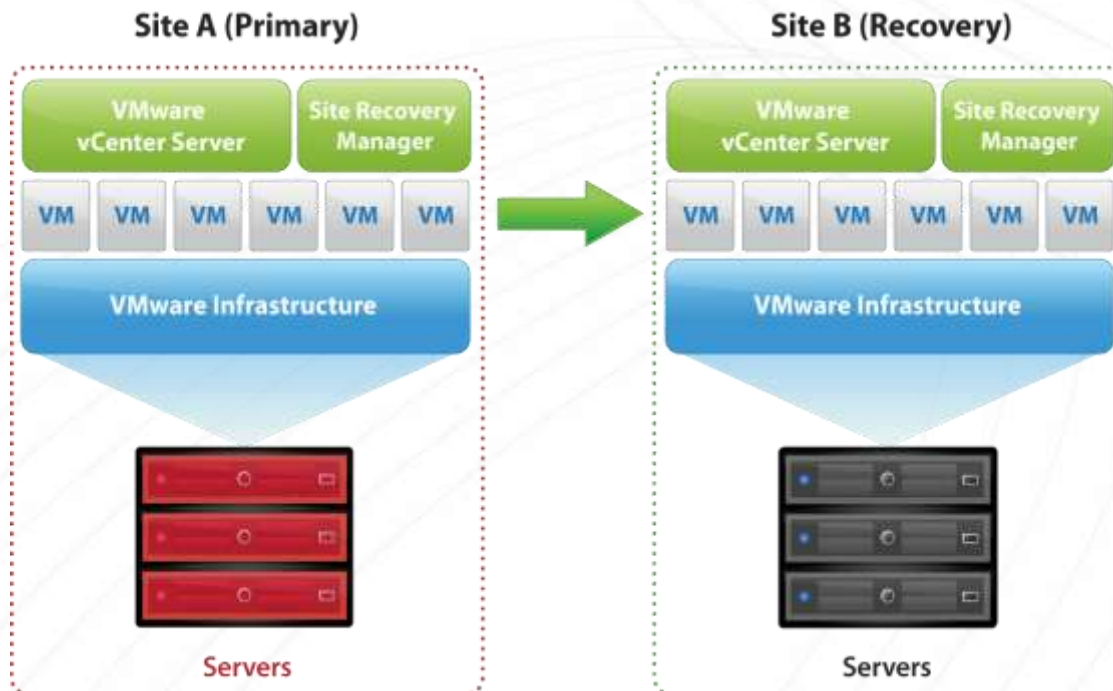 Site A (Primary)
VMware
vCenter Server
Site Recovery
Manager
VM VM VM VM VM VM
VMware Infrastructure
Servers
Site B (Recovery)
VMware
vCenter Server
Site Recovery
Manager
VM VM VM VM VM VM
VMware Infrastructure
Servers